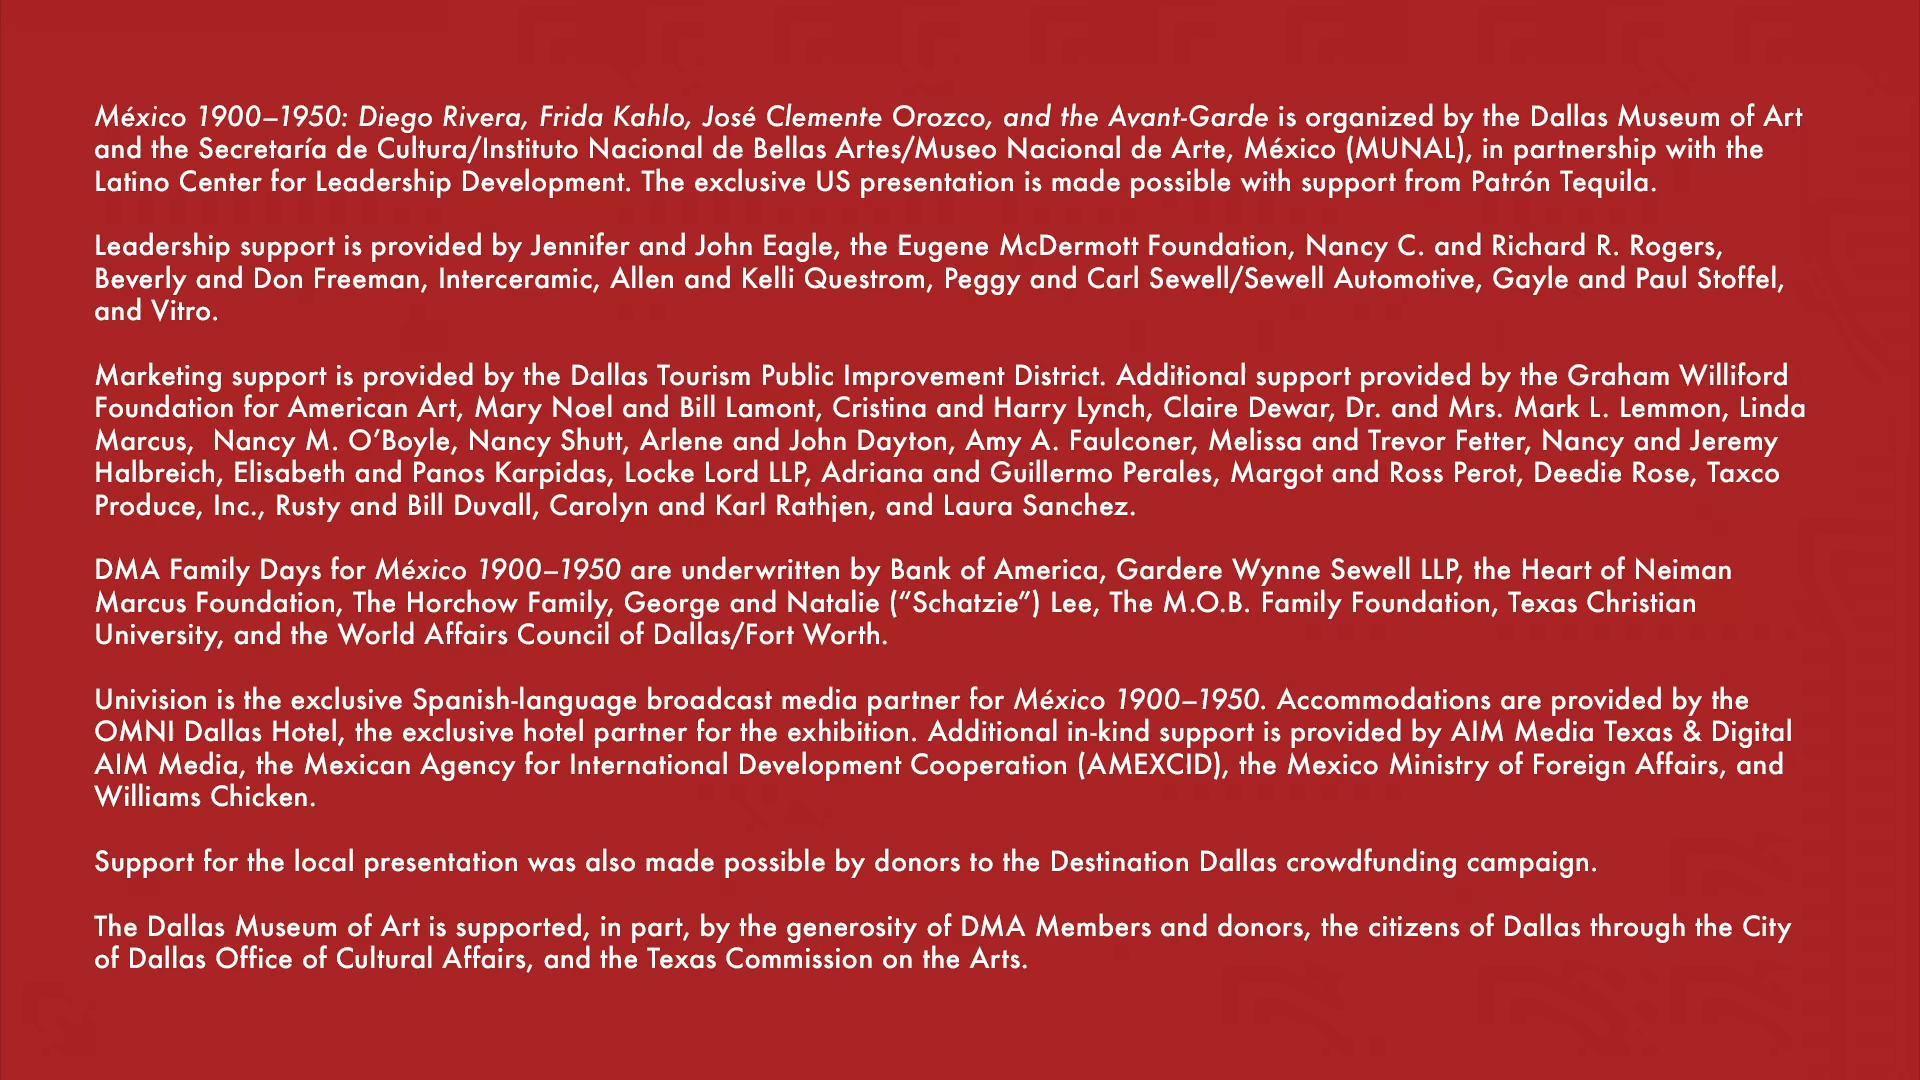 México 1900–1950: Diego Rivera, Frida Kahlo, José Clemente Orozco, and the Avant-Garde is organized by the Dallas Museum of Art
and the Secretaría de Cultura/Instituto Nacional de Bellas Artes/Museo Nacional de Arte, México (MUNAL), in partnership with the
Latino Center for Leadership Development. The exclusive US presentation is made possible with support from Patrón Tequila.
Leadership support is provided by Jennifer and John Eagle, the Eugene McDermott Foundation, Nancy C. and Richard R. Rogers,
Beverly and Don Freeman, Interceramic, Allen and Kelli Questrom, Peggy and Carl Sewell/Sewell Automotive, Gayle and Paul Stoffel,
and Vitro.
Marketing support is provided by the Dallas Tourism Public Improvement District. Additional support provided by the Graham Williford
Foundation for American Art, Mary Noel and Bill Lamont, Cristina and Harry Lynch, Claire Dewar, Dr. and Mrs. Mark L. Lemmon, Linda
Marcus,  Nancy M. O’Boyle, Nancy Shutt, Arlene and John Dayton, Amy A. Faulconer, Melissa and Trevor Fetter, Nancy and Jeremy
Halbreich, Elisabeth and Panos Karpidas, Locke Lord LLP, Adriana and Guillermo Perales, Margot and Ross Perot, Deedie Rose, Taxco
Produce, Inc., Rusty and Bill Duvall, Carolyn and Karl Rathjen, and Laura Sanchez.
DMA Family Days for México 1900–1950 are underwritten by Bank of America, Gardere Wynne Sewell LLP, the Heart of Neiman
Marcus Foundation, The Horchow Family, George and Natalie (“Schatzie”) Lee, The M.O.B. Family Foundation, Texas Christian
University, and the World Affairs Council of Dallas/Fort Worth.
Univision is the exclusive Spanish-language broadcast media partner for México 1900–1950. Accommodations are provided by the
OMNI Dallas Hotel, the exclusive hotel partner for the exhibition. Additional in-kind support is provided by AIM Media Texas & Digital
AIM Media, the Mexican Agency for International Development Cooperation (AMEXCID), the Mexico Ministry of Foreign Affairs, and
Williams Chicken.
Support for the local presentation was also made possible by donors to the Destination Dallas crowdfunding campaign.
The Dallas Museum of Art is supported, in part, by the generosity of DMA Members and donors, the citizens of Dallas through the City
of Dallas Office of Cultural Affairs, and the Texas Commission on the Arts.